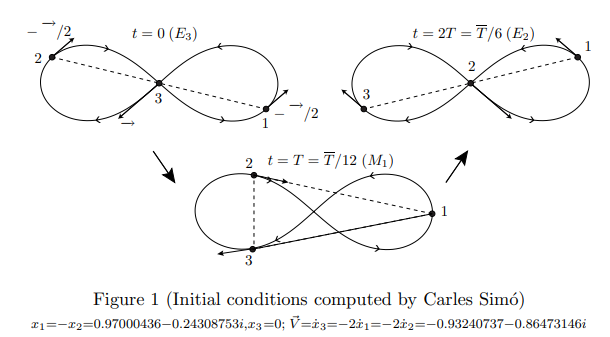 − →/2
t = 0 (E₃)
2
3
→
1
− →/2
t = 2T = T̅/6 (E₂)
1
2
3
2
t = T = T̅/12 (M₁)
1
3
Figure 1 (Initial conditions computed by Carles Simó)
x₁=−x₂=0.97000436−0.24308753i,x₃=0; V⃗=ẋ₃=−2ẋ₁=−2ẋ₂=−0.93240737−0.86473146i